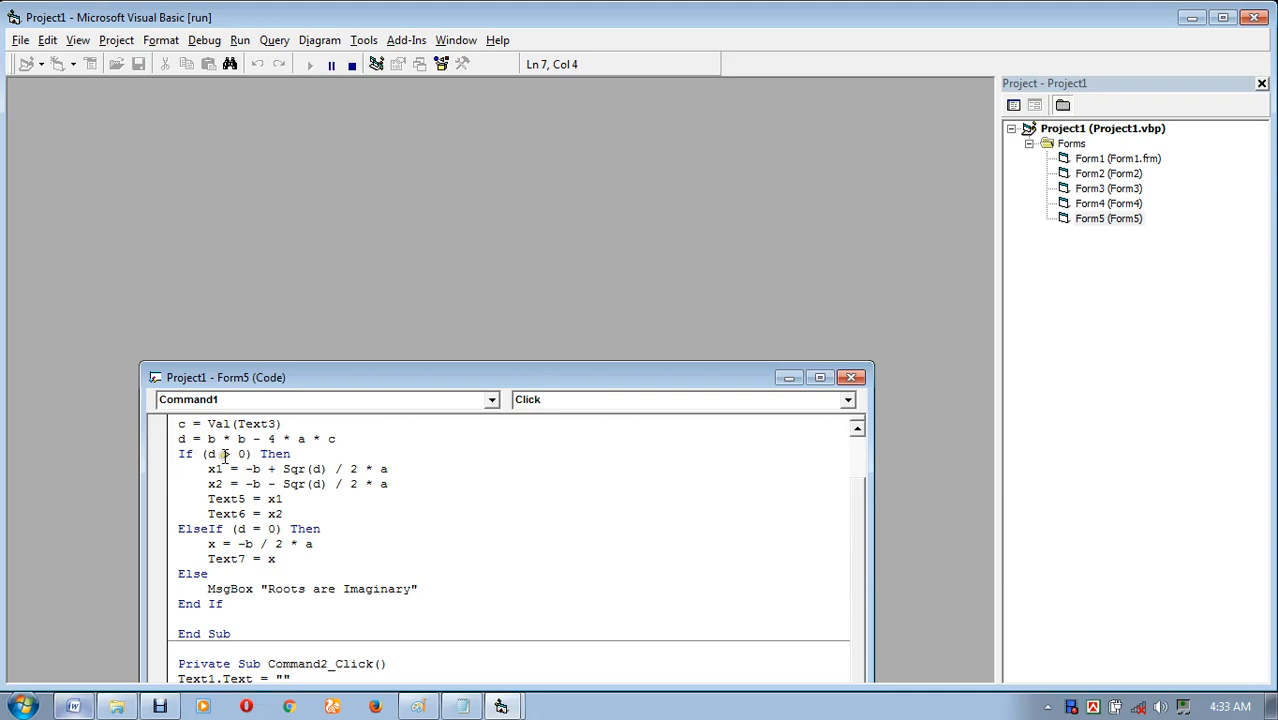 Project1 - Microsoft Visual Basic [run]
File Edit View Project Format Debug Run Query Diagram Tools Add-Ins Window Help
Ln 7, Col 4
Project - Project1
Project1 (Project1.vbp)
Forms
Form1 (Form1.frm)
Form2 (Form2)
Form3 (Form3)
Form4 (Form4)
Form5 (Form5)
Project1 - Form5 (Code)
Command1 Click
c = Val(Text3)
d = b * b - 4 * a * c
If (d > 0) Then
x1 = -b + Sqr(d) / 2 * a
x2 = -b - Sqr(d) / 2 * a
Text5 = x1
Text6 = x2
ElseIf (d = 0) Then
x = -b / 2 * a
Text7 = x
Else
MsgBox "Roots are Imaginary"
End If
End Sub
Private Sub Command2_Click()
Text1.Text = ""
4:33 AM